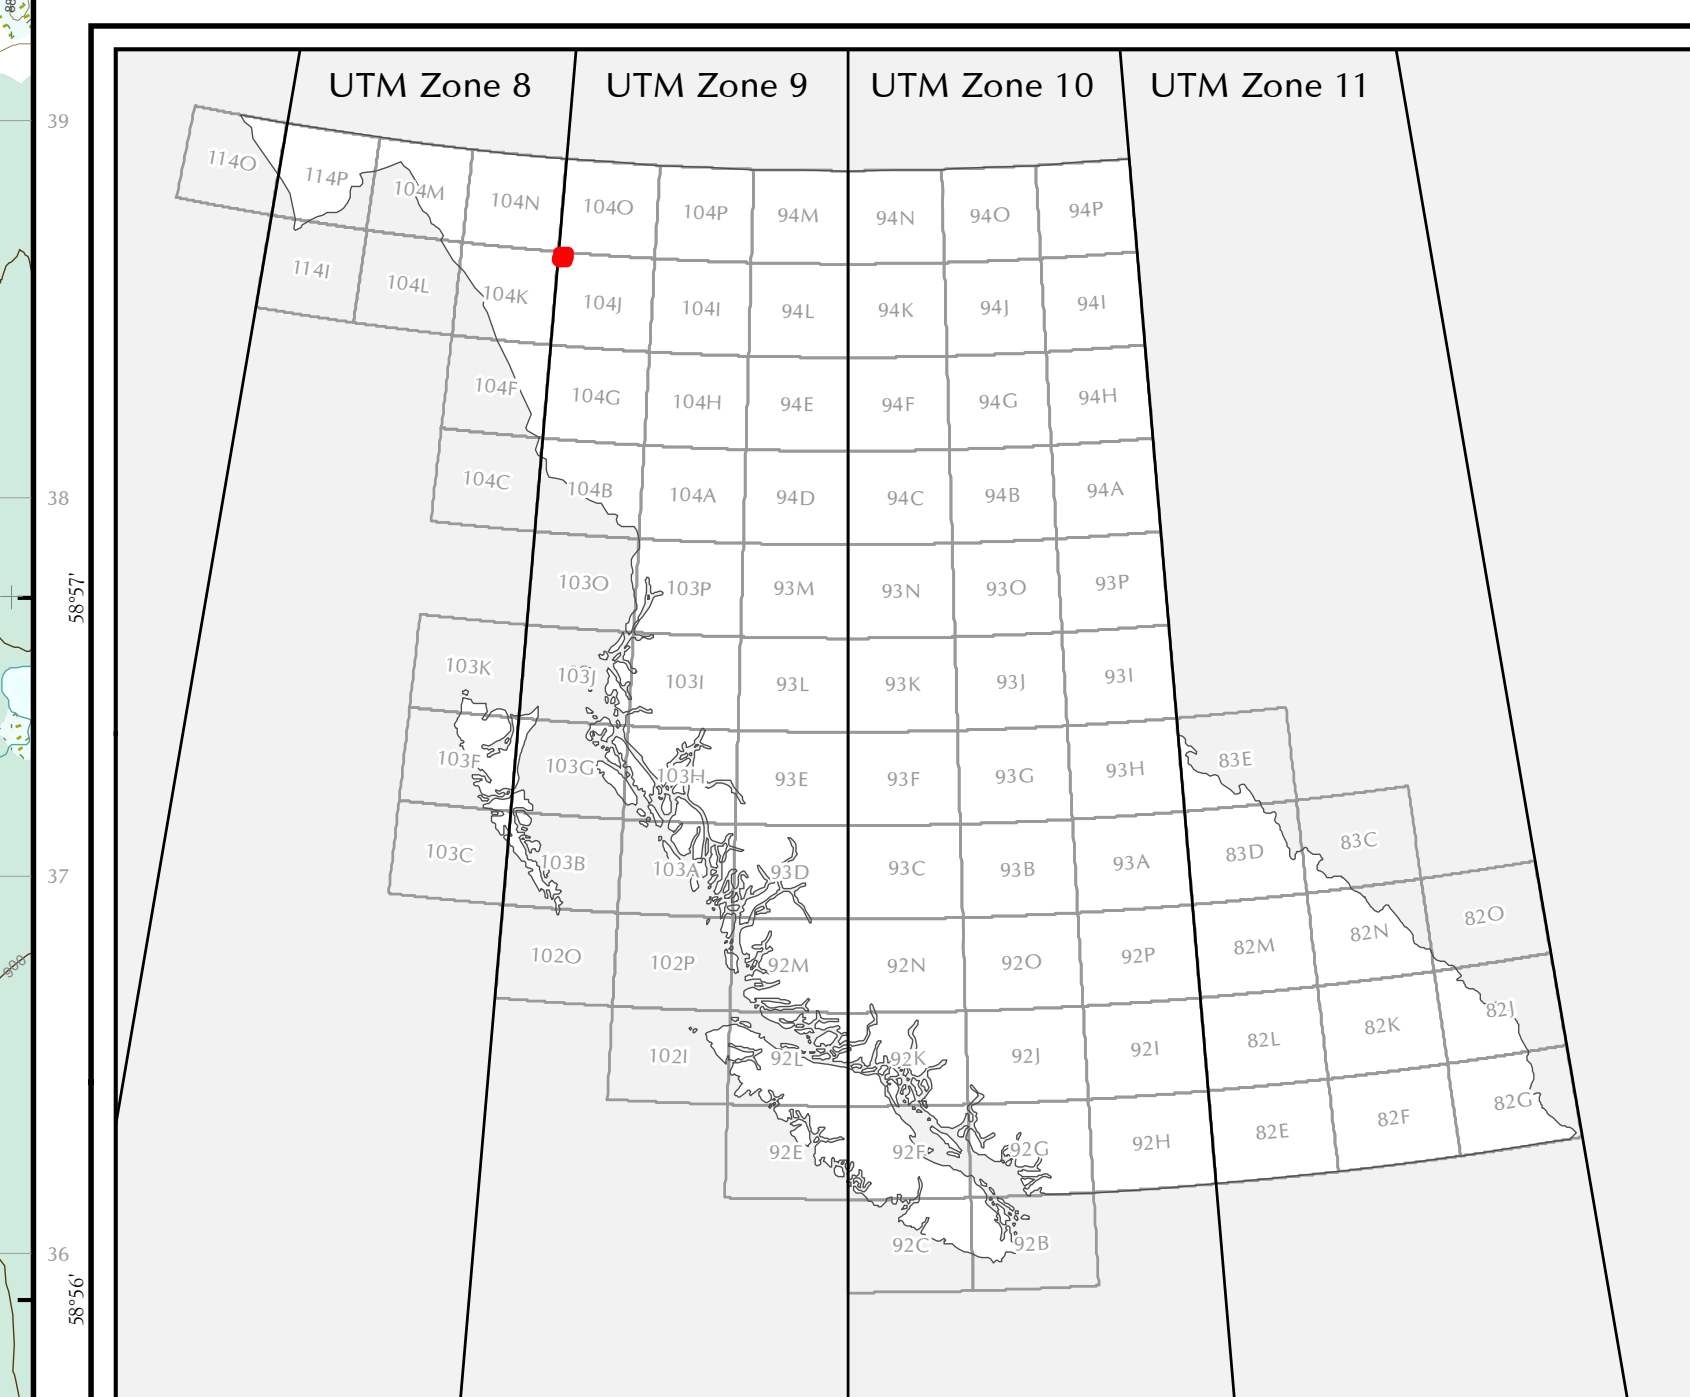 UTM Zone 8 UTM Zone 9 UTM Zone 10 UTM Zone 11
39
114O 114P 104M 104N 104O 104P 94M 94N 94O 94P
114I 104L 104K 104J 104I 94L 94K 94J 94I
104F 104G 104H 94E 94F 94G 94H
38
104C 104B 104A 94D 94C 94B 94A
58°57'
103O 103P 93M 93N 93O 93P
103K 103J 103I 93L 93K 93J 93I
103F 103G 103H 93E 93F 93G 93H 83E
37
103C 103B 103A 93D 93C 93B 93A 83D 83C
800
102O 102P 92M 92N 92O 92P 82M 82N 82O
102I 92L 92K 92J 92I 82L 82K 82J
92E 92F 92G 92H 82E 82F 82G
36
92C 92B
58°56'